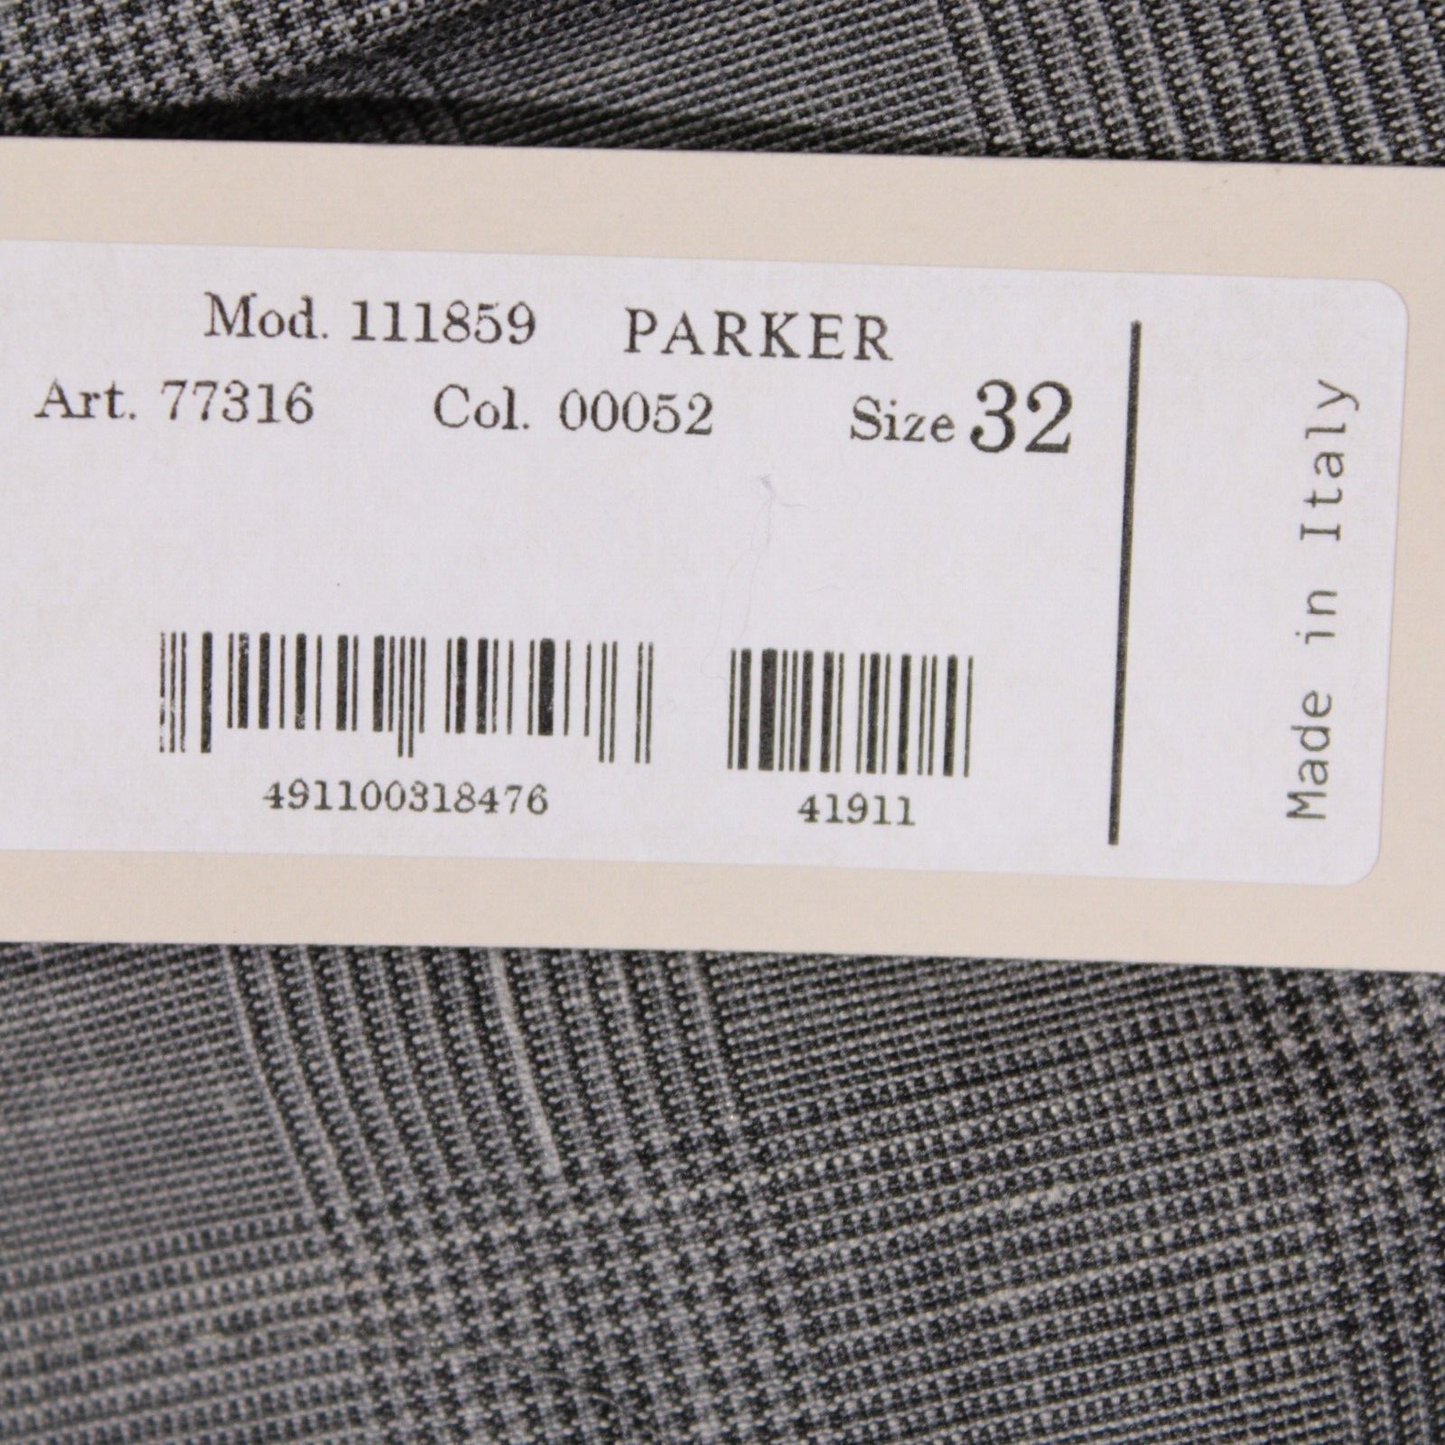 Mod. 111859 PARKER
Art. 77316 Col. 00052 Size 32
491100318476 41911
Made in Italy